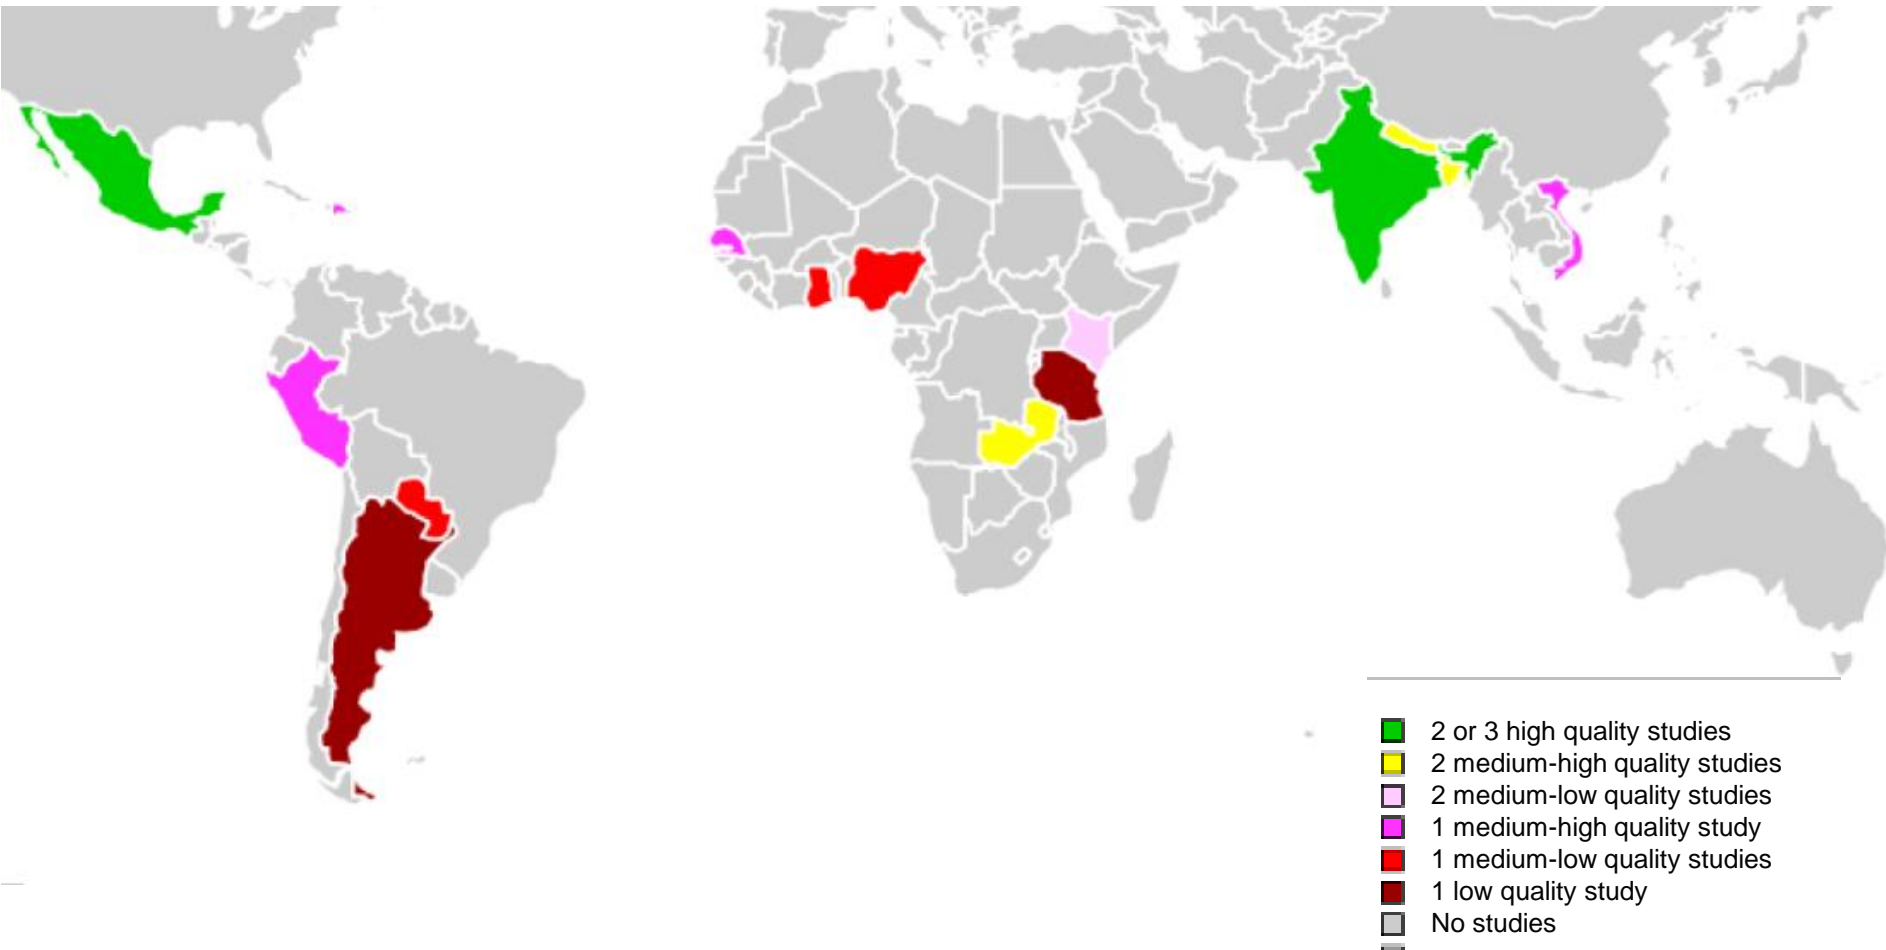 2 or 3 high quality studies
2 medium-high quality studies
2 medium-low quality studies
1 medium-high quality study
1 medium-low quality studies
1 low quality study
No studies